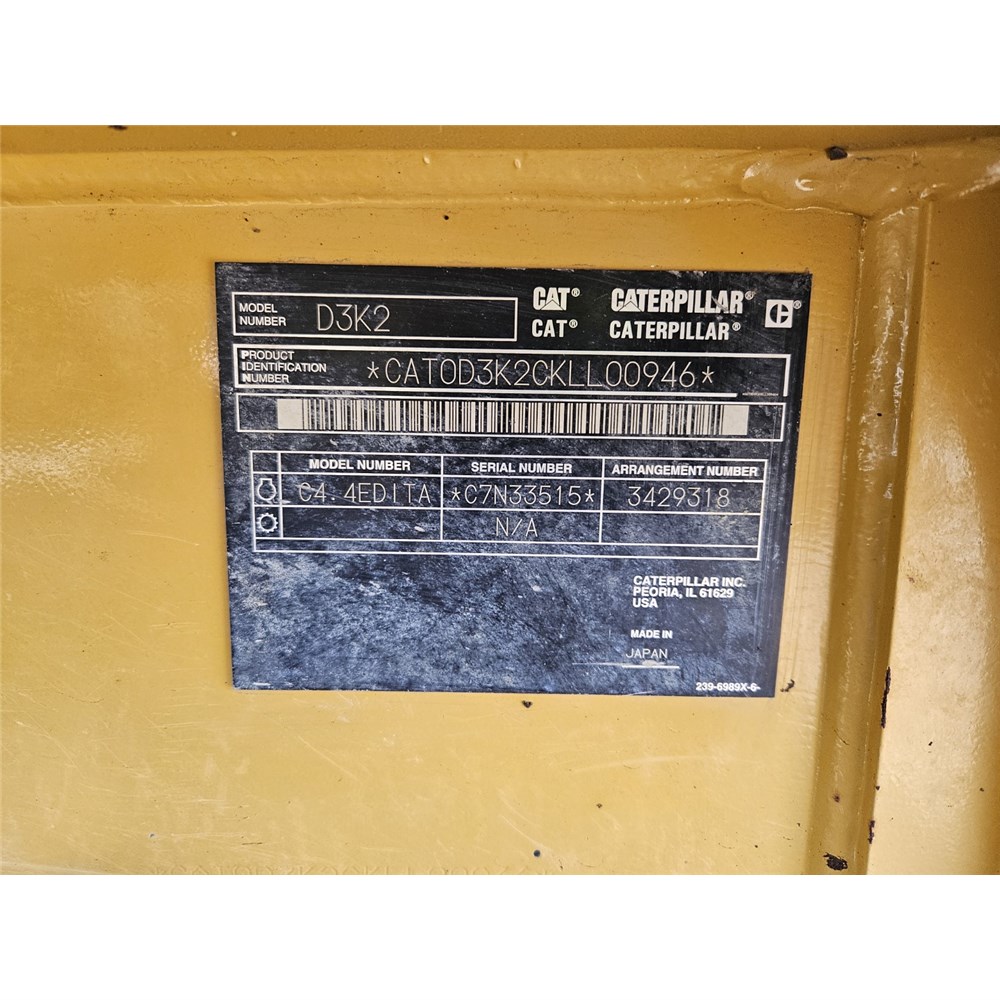 MODEL NUMBER D3K2
CAT® CATERPILLAR® C®
CAT® CATERPILLAR®
PRODUCT IDENTIFICATION NUMBER *CAT0D3K2CKLL00946*
MODEL NUMBER SERIAL NUMBER ARRANGEMENT NUMBER
C4.4EDITA *C7N33515* 3429318
N/A
CATERPILLAR INC.
PEORIA, IL 61629
USA
MADE IN
JAPAN
239-6989X-6